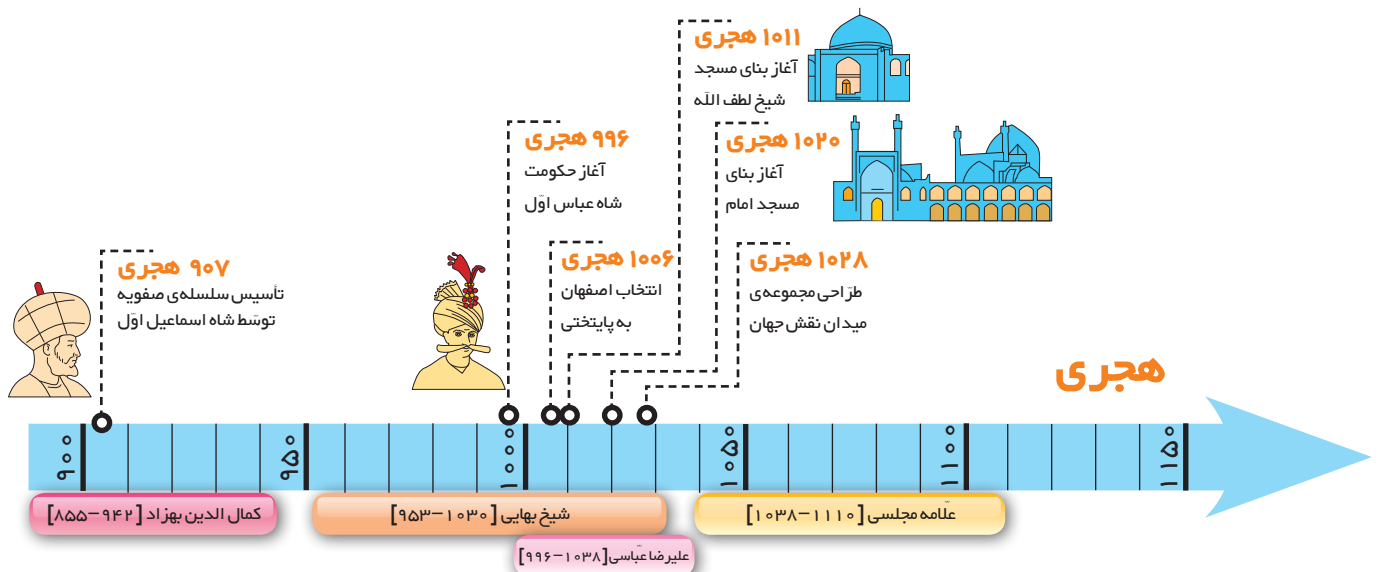 ۱۰۱۱ هجری
آغاز بنای مسجد
شیخ لطف اللّه
۹۹۶ هجری
آغاز حکومت
شاه عباس اوّل
۱۰۲۰ هجری
آغاز بنای
مسجد امام
۹۰۷ هجری
تأسیس سلسله‌ی صفویه
توسّط شاه اسماعیل اوّل
۱۰۰۶ هجری
انتخاب اصفهان
به پایتختی
۱۰۲۸ هجری
طرّاحی مجموعه‌ی
میدان نقش جهان
هجری
۹۰۰
۹۵۰
۱۰۰۰
۱۰۵۰
۱۱۰۰
۱۱۵۰
کمال الدین بهزاد [۸۵۵-۹۴۲]
شیخ بهایی [۹۵۳-۱۰۳۰]
علّامه مجلسی [۱۰۳۸-۱۱۱۰]
علیرضا عبّاسی [۹۹۶-۱۰۳۸]